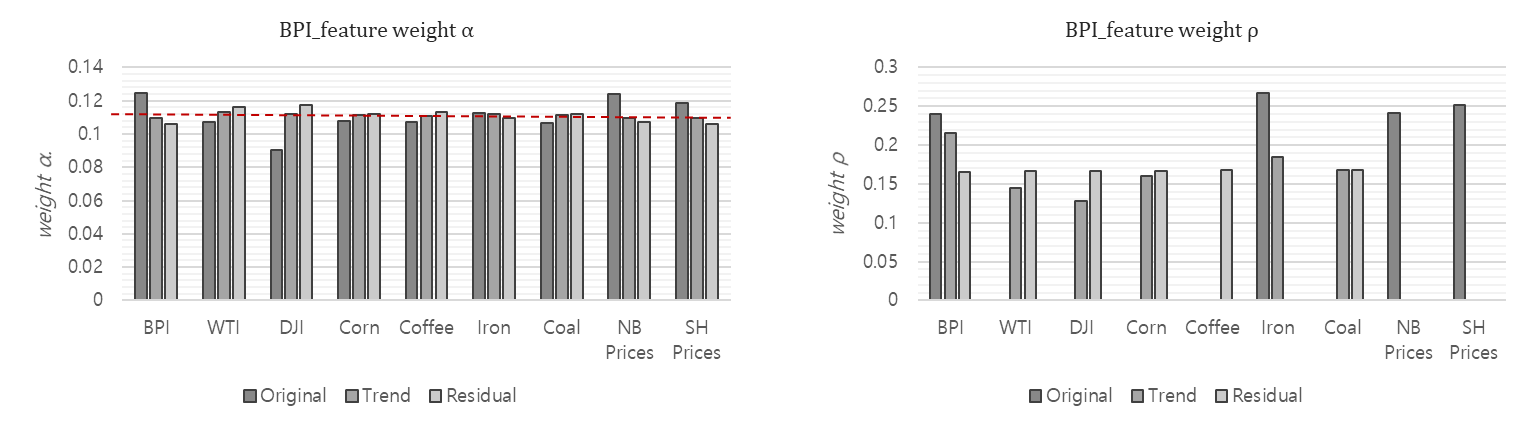 BPI_feature weight α
0.14
0.12
0.1
0.08
0.06
0.04
0.02
0
weight α.
BPI WTI DJI Corn Coffee Iron Coal NB Prices SH Prices
Original Trend Residual
BPI_feature weight ρ
0.3
0.25
0.2
0.15
0.1
0.05
0
weight ρ
BPI WTI DJI Corn Coffee Iron Coal NB Prices SH Prices
Original Trend Residual